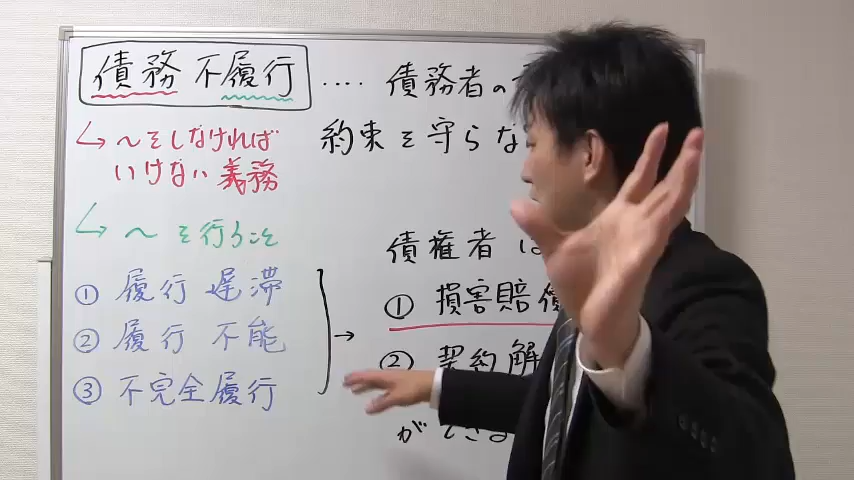 債務不履行 ‥‥ 債務者の
約束を守らな
↳ ～をしなければ
いけない義務
↳ ～を行うこと
① 履行遅滞
② 履行不能
③ 不完全履行
→
債権者は
① 損害賠償
② 契約解
ができる